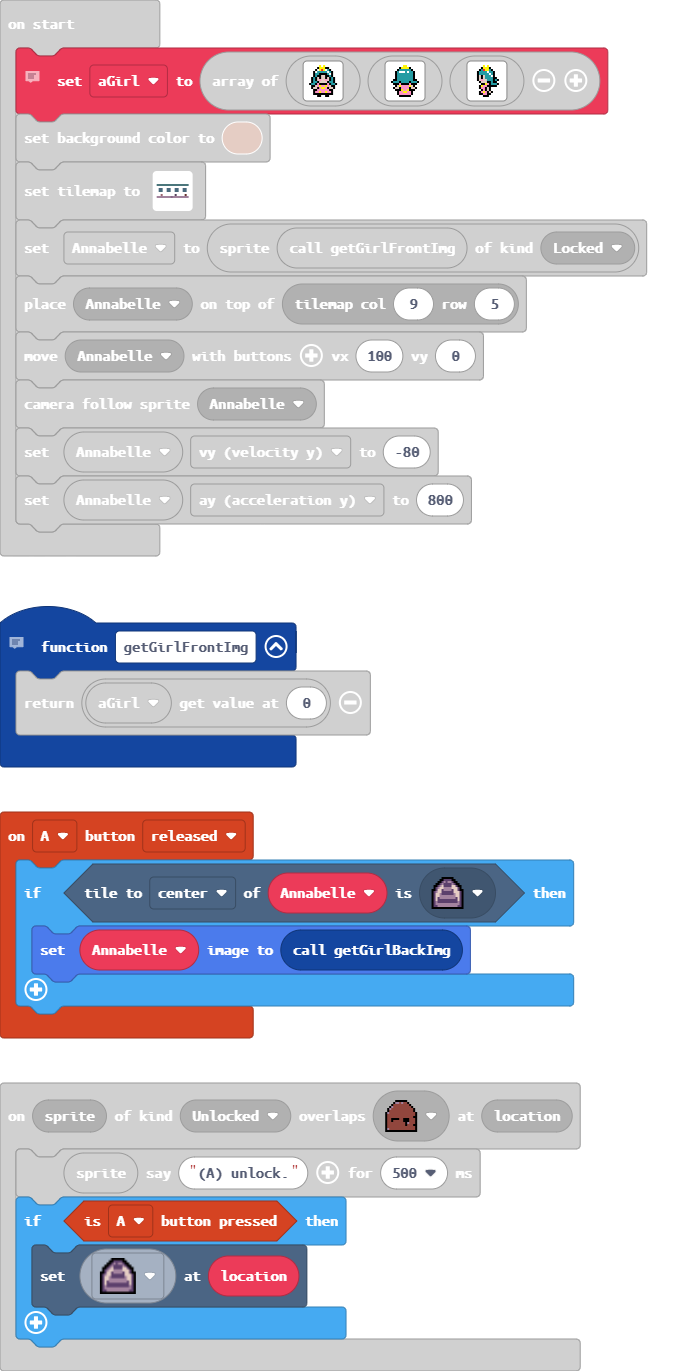 on start
set aGirl to array of
set background color to
set tilemap to
set Annabelle to sprite call getGirlFrontImg of kind Locked
place Annabelle on top of tilemap col 9 row 5
move Annabelle with buttons vx 100 vy 0
camera follow sprite Annabelle
set Annabelle vy (velocity y) to -80
set Annabelle ay (acceleration y) to 800
function getGirlFrontImg
return aGirl get value at 0
on A button released
if tile to center of Annabelle is then
set Annabelle image to call getGirlBackImg
on sprite of kind Unlocked overlaps at location
sprite say "(A) unlock." for 500 ms
if is A button pressed then
set at location